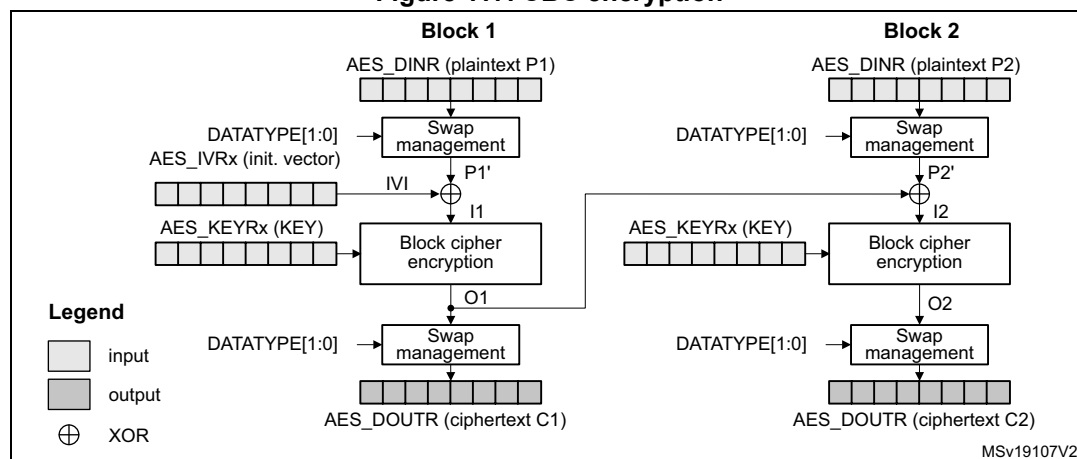 Block 1
Block 2
AES_DINR (plaintext P1)
AES_DINR (plaintext P2)
DATATYPE[1:0]
Swap
management
DATATYPE[1:0]
Swap
management
AES_IVRx (init. vector)
P1'
P2'
IVI
I1
I2
AES_KEYRx (KEY)
Block cipher
encryption
AES_KEYRx (KEY)
Block cipher
encryption
O1
O2
Legend
input
output
XOR
DATATYPE[1:0]
Swap
management
DATATYPE[1:0]
Swap
management
AES_DOUTR (ciphertext C1)
AES_DOUTR (ciphertext C2)
MSv19107V2